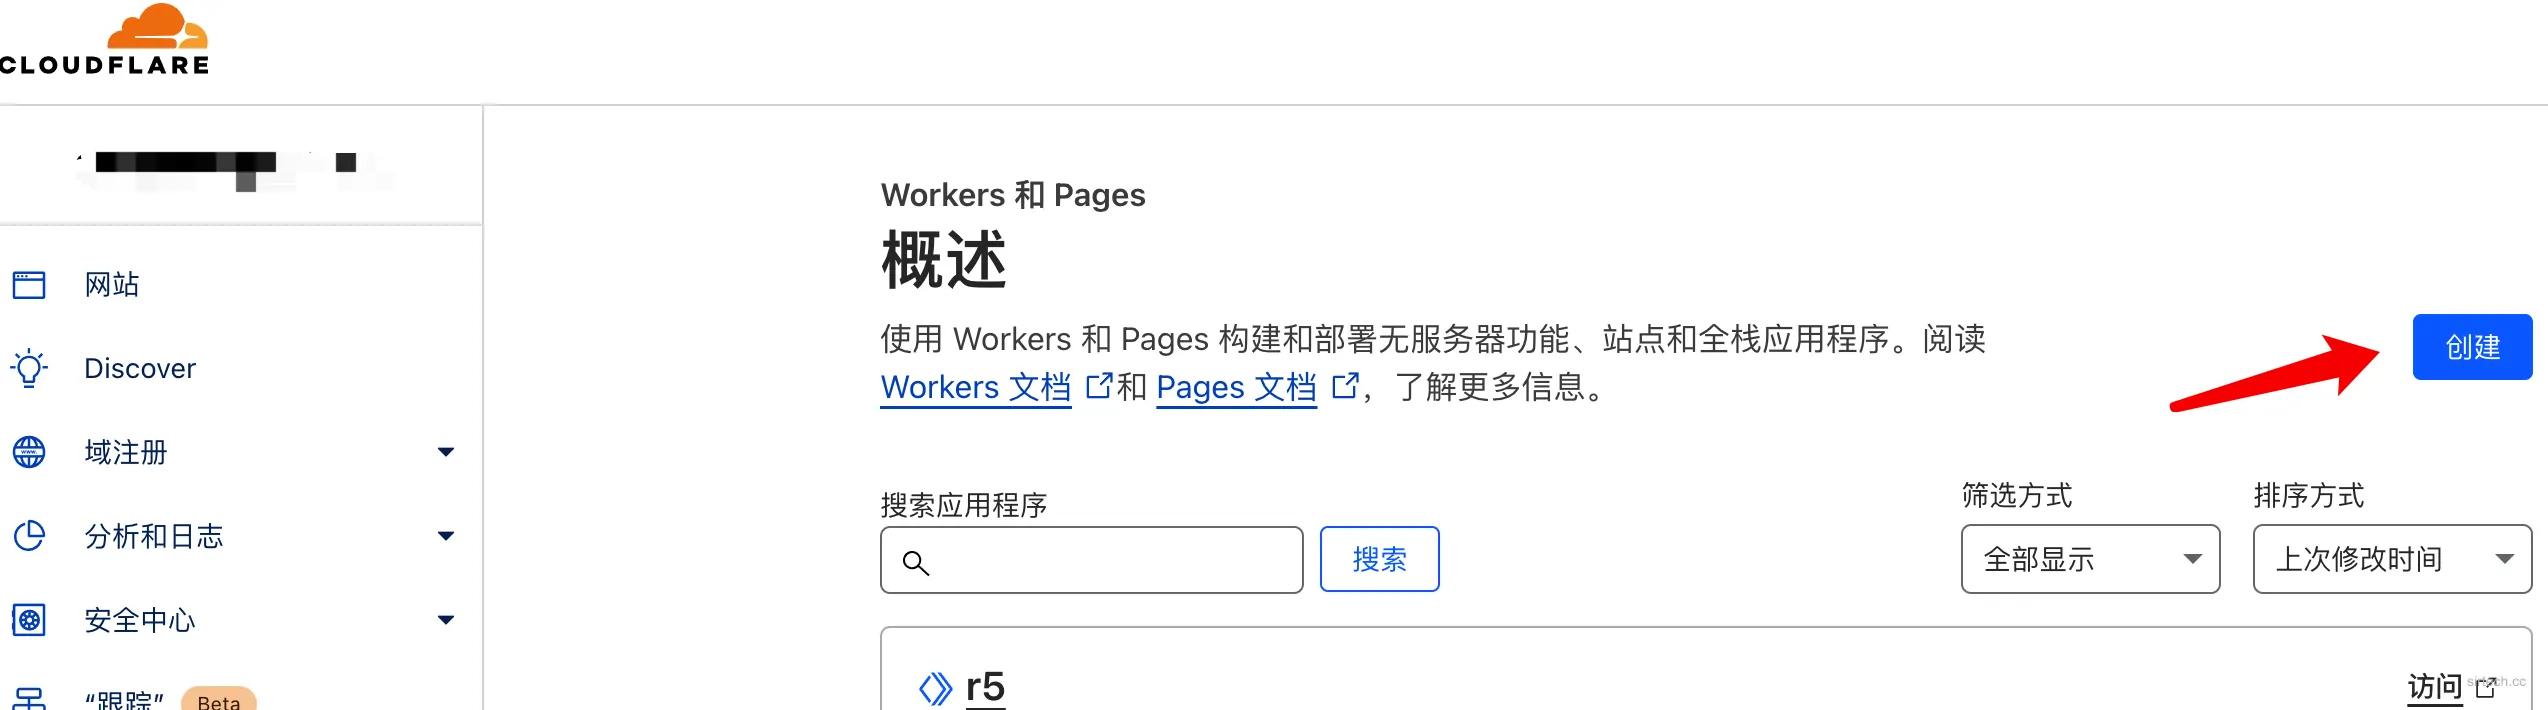 CLOUDFLARE
网站
Discover
域注册
分析和日志
安全中心
“跟踪” Beta
Workers 和 Pages
概述
使用 Workers 和 Pages 构建和部署无服务器功能、站点和全栈应用程序。阅读
Workers 文档 和 Pages 文档 ，了解更多信息。
创建
搜索应用程序
搜索
筛选方式
全部显示
排序方式
上次修改时间
r5
访问